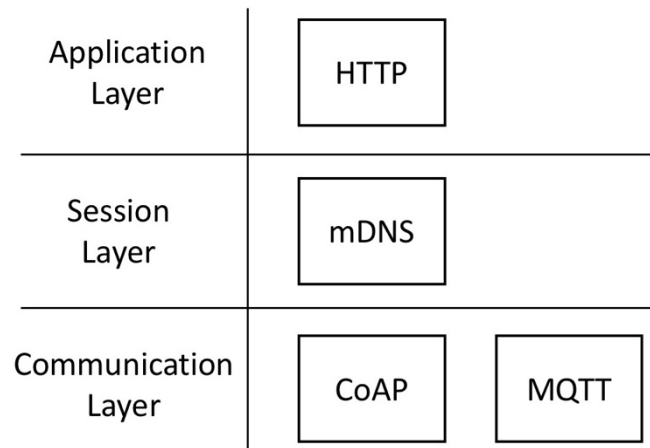 Application
Layer
HTTP
Session
Layer
mDNS
Communication
Layer
CoAP
MQTT